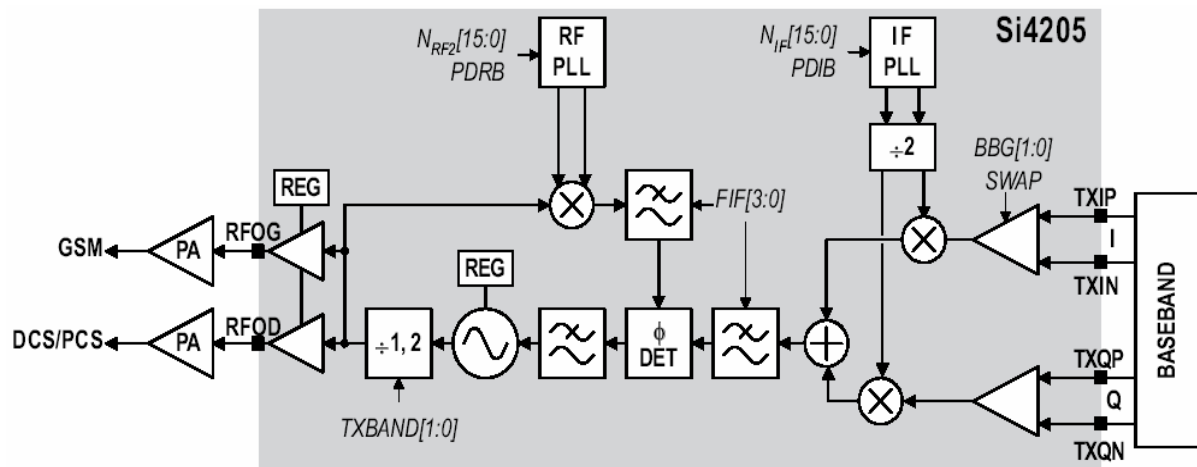 Si4205
N_RF2[15:0]
PDRB
RF
PLL
N_IF[15:0]
PDIB
IF
PLL
÷2
BBG[1:0]
SWAP
REG
FIF[3:0]
TXIP
I
TXIN
GSM
PA
RFOG
REG
DCS/PCS
PA
RFOD
÷1, 2
ϕ
DET
TXBAND[1:0]
TXQP
Q
TXQN
BASEBAND